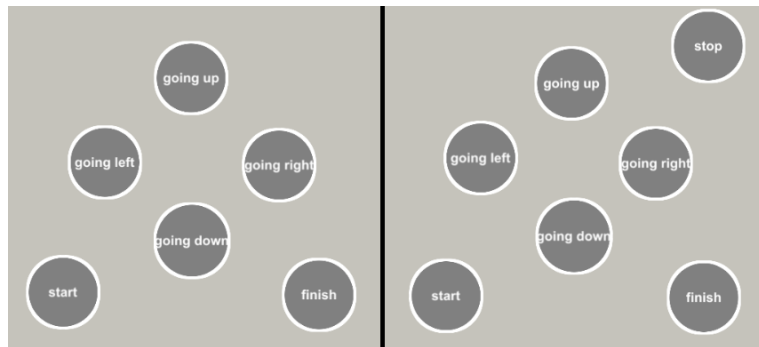 going up
going left
going right
going down
start
finish
stop
going up
going left
going right
going down
start
finish